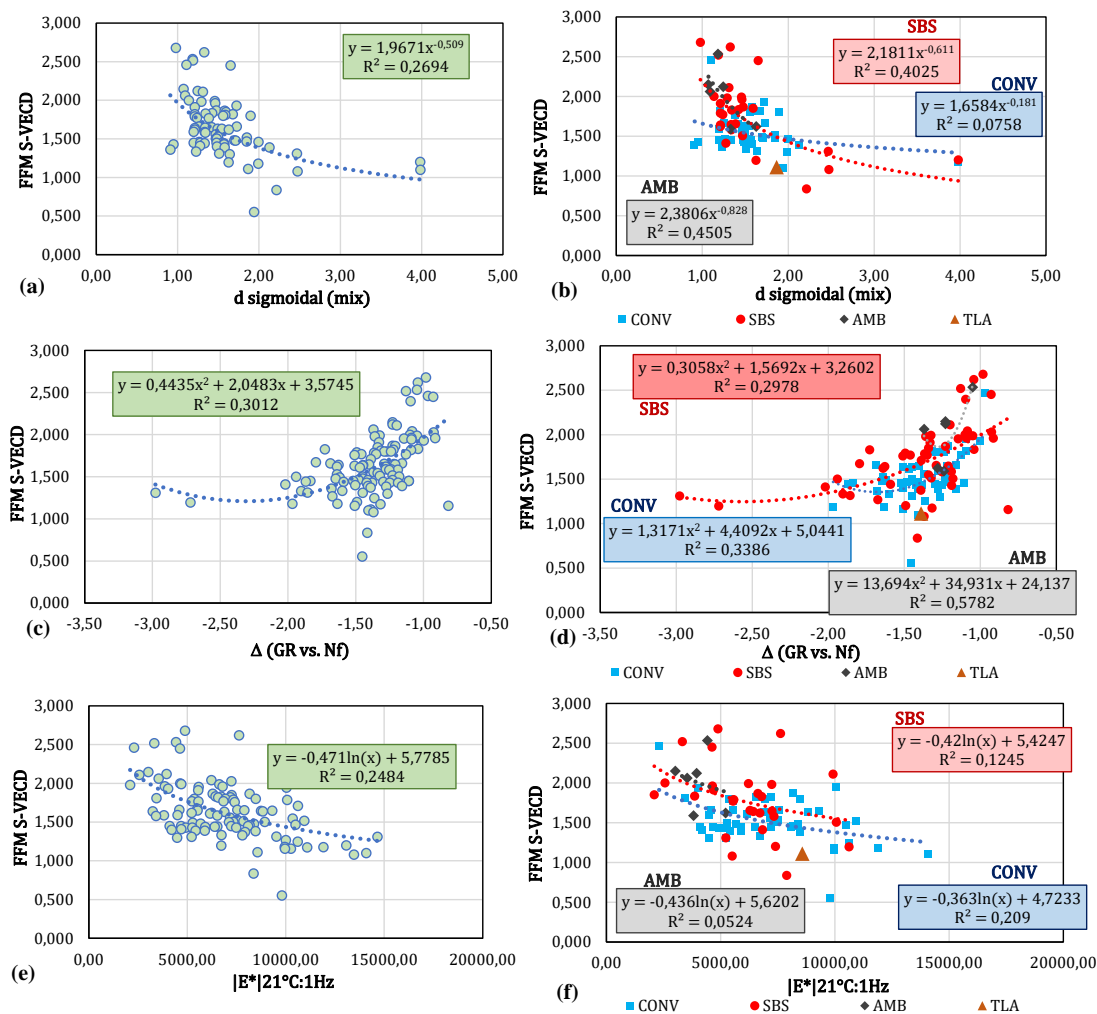 3,000
2,500
2,000
1,500
1,000
0,500
0,000
FFM S-VECD
y = 1,9671x^-0,509
R² = 0,2694
0,00 1,00 2,00 3,00 4,00 5,00
(a)
d sigmoidal (mix)
3,000
2,500
2,000
1,500
1,000
0,500
0,000
FFM S-VECD
SBS
y = 2,1811x^-0,611
R² = 0,4025
CONV
y = 1,6584x^-0,181
R² = 0,0758
AMB
y = 2,3806x^-0,828
R² = 0,4505
0,00 1,00 2,00 3,00 4,00 5,00
(b)
d sigmoidal (mix)
CONV SBS AMB TLA
3,000
2,500
2,000
1,500
1,000
0,500
0,000
FFM S-VECD
y = 0,4435x² + 2,0483x + 3,5745
R² = 0,3012
-3,50 -3,00 -2,50 -2,00 -1,50 -1,00 -0,50
(c)
Δ (GR vs. Nf)
3,000
2,500
2,000
1,500
1,000
0,500
0,000
FFM S-VECD
y = 0,3058x² + 1,5692x + 3,2602
R² = 0,2978
SBS
CONV
y = 1,3171x² + 4,4092x + 5,0441
R² = 0,3386
AMB
y = 13,694x² + 34,931x + 24,137
R² = 0,5782
-3,50 -3,00 -2,50 -2,00 -1,50 -1,00 -0,50
(d)
Δ (GR vs. Nf)
CONV SBS AMB TLA
3,000
2,500
2,000
1,500
1,000
0,500
0,000
FFM S-VECD
y = -0,471ln(x) + 5,7785
R² = 0,2484
0,00 5000,00 10000,00 15000,00 20000,00
(e)
|E*|21°C:1Hz
3,000
2,500
2,000
1,500
1,000
0,500
0,000
FFM S-VECD
SBS
y = -0,42ln(x) + 5,4247
R² = 0,1245
AMB
y = -0,436ln(x) + 5,6202
R² = 0,0524
CONV
y = -0,363ln(x) + 4,7233
R² = 0,209
0,00 5000,00 10000,00 15000,00 20000,00
(f)
|E*|21°C:1Hz
CONV SBS AMB TLA